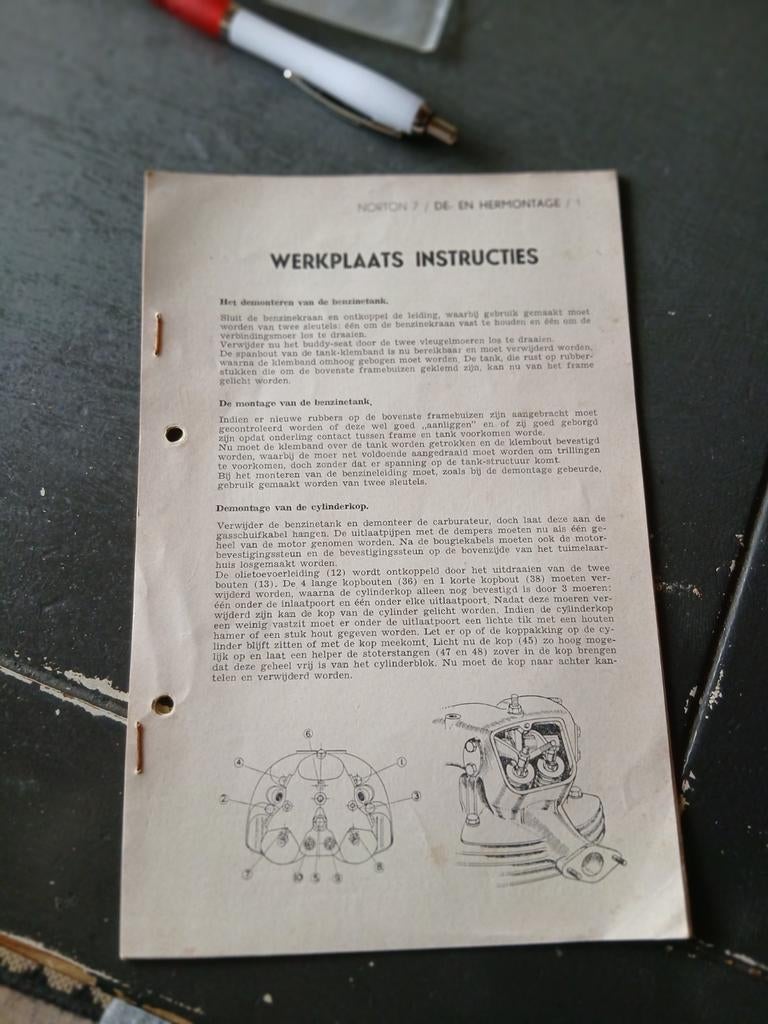 NORTON 7 / DE- EN HERMONTAGE / 1
WERKPLAATS INSTRUCTIES
Het demonteren van de benzinetank.
Sluit de benzinekraan en ontkoppel de leiding, waarbij gebruik gemaakt moet
worden van twee sleutels: één om de benzinekraan vast te houden en één om de
verbindingsmoer los te draaien.
Verwijder nu het buddy-seat door de twee vleugelmoeren los te draaien.
De spanbout van de tank-klemband is nu bereikbaar en moet verwijderd worden,
waarna de klemband omhoog gebogen moet worden. De tank, die rust op rubber-
stukken die om de bovenste framebuizen geklemd zijn, kan nu van het frame
gelicht worden.
De montage van de benzinetank.
Indien er nieuwe rubbers op de bovenste framebuizen zijn aangebracht moet
gecontroleerd worden of deze wel goed „aanliggen” en of zij goed geborgd
zijn opdat onderling contact tussen frame en tank voorkomen worde.
Nu moet de klemband over de tank worden getrokken en de klembout bevestigd
worden, waarbij de moer net voldoende aangedraaid moet worden om trillingen
te voorkomen, doch zonder dat er spanning op de tank-structuur komt.
Bij het monteren van de benzineleiding moet, zoals bij de demontage gebeurde,
gebruik gemaakt worden van twee sleutels.
Demontage van de cylinderkop.
Verwijder de benzinetank en demonteer de carburateur, doch laat deze aan de
gasschuifkabel hangen. De uitlaatpijpen met de dempers moeten nu als één ge-
heel van de motor genomen worden. Na de bougiekabels moeten ook de motor-
bevestigingssteun en de bevestigingssteun op de bovenzijde van het tuimelaar-
huis losgemaakt worden.
De olietoevoerleiding (12) wordt ontkoppeld door het uitdraaien van de twee
bouten (13). De 4 lange kopbouten (36) en 1 korte kopbout (38) moeten ver-
wijderd worden, waarna de cylinderkop alleen nog bevestigd is door 3 moeren:
één onder de inlaatpoort en één onder elke uitlaatpoort. Nadat deze moeren ver-
wijderd zijn kan de kop van de cylinder gelicht worden. Indien de cylinderkop
een weinig vastzit moet er onder de uitlaatpoort een lichte tik met een houten
hamer of een stuk hout gegeven worden. Let er op of de koppakking op de cy-
linder blijft zitten of met de kop meekomt. Licht nu de kop (45) zo hoog moge-
lijk op en laat een helper de stoterstangen (47 en 48) zover in de kop brengen
dat deze geheel vrij is van het cylinderblok. Nu moet de kop naar achter kan-
telen en verwijderd worden.
6
4 1
2 3
7 10 5 9 8